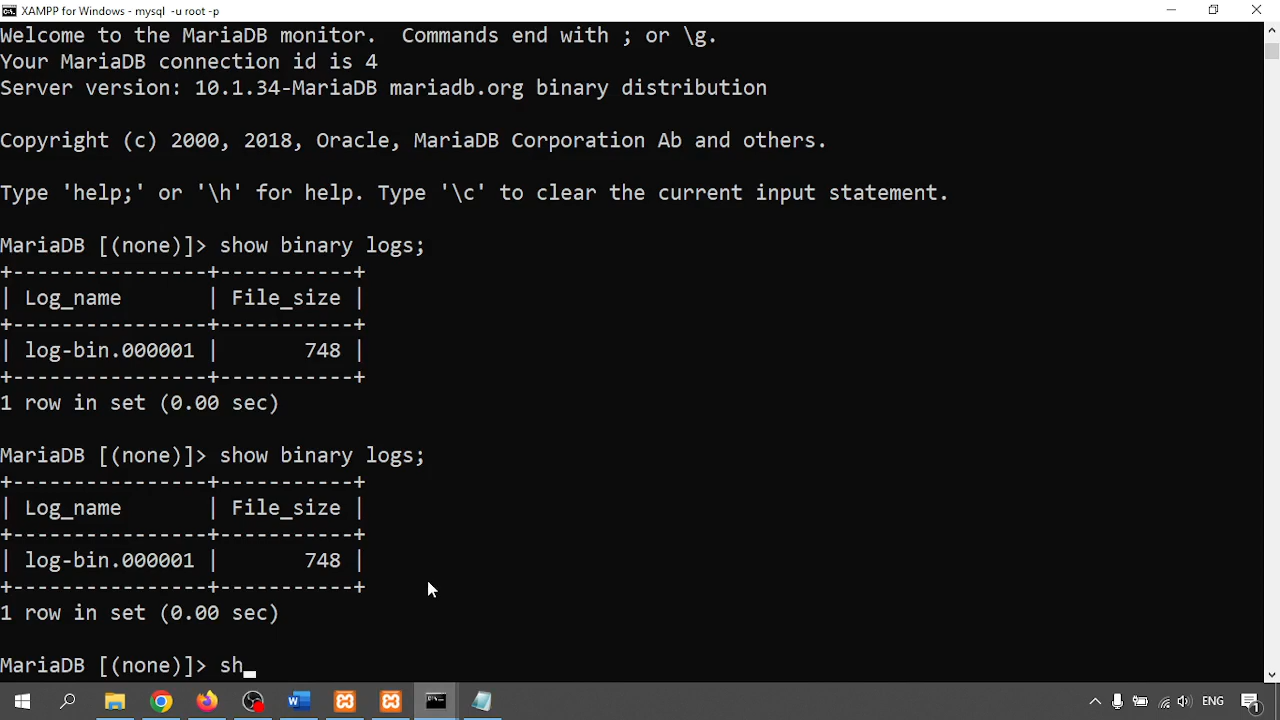 XAMPP for Windows - mysql -u root -p
Welcome to the MariaDB monitor.  Commands end with ; or \g.
Your MariaDB connection id is 4
Server version: 10.1.34-MariaDB mariadb.org binary distribution
Copyright (c) 2000, 2018, Oracle, MariaDB Corporation Ab and others.
Type 'help;' or '\h' for help. Type '\c' to clear the current input statement.
MariaDB [(none)]> show binary logs;
+----------------+-----------+
| Log_name       | File_size |
+----------------+-----------+
| log-bin.000001 |       748 |
+----------------+-----------+
1 row in set (0.00 sec)
MariaDB [(none)]> show binary logs;
+----------------+-----------+
| Log_name       | File_size |
+----------------+-----------+
| log-bin.000001 |       748 |
+----------------+-----------+
1 row in set (0.00 sec)
MariaDB [(none)]> sh_
ENG